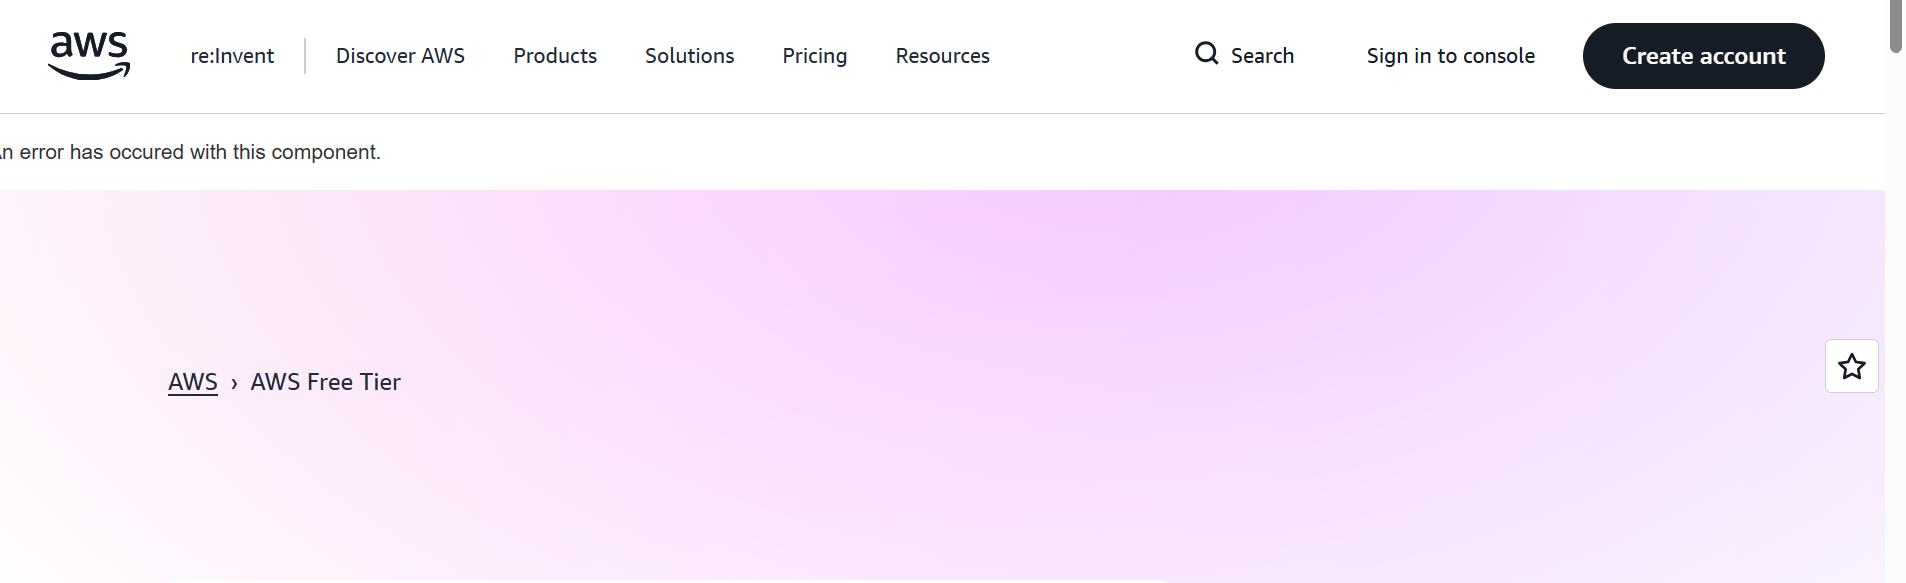 aws
re:Invent Discover AWS Products Solutions Pricing Resources Search Sign in to console Create account
n error has occured with this component.
AWS › AWS Free Tier